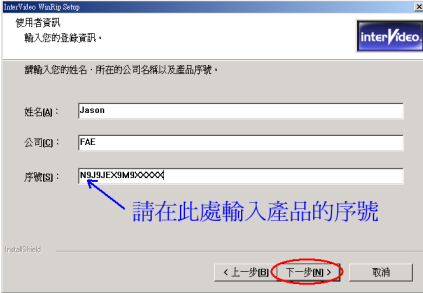 InterVideo WinRip Setup
使用者資訊
輸入您的登錄資訊。
interVideo.
請輸入您的姓名、所在的公司名稱以及產品序號。
姓名(A)： Jason
公司(C)： FAE
序號(S)： N9J9JEX9M9XXXXX
請在此處輸入產品的序號
InstallShield
<上一步(B) 下一步(N)> 取消